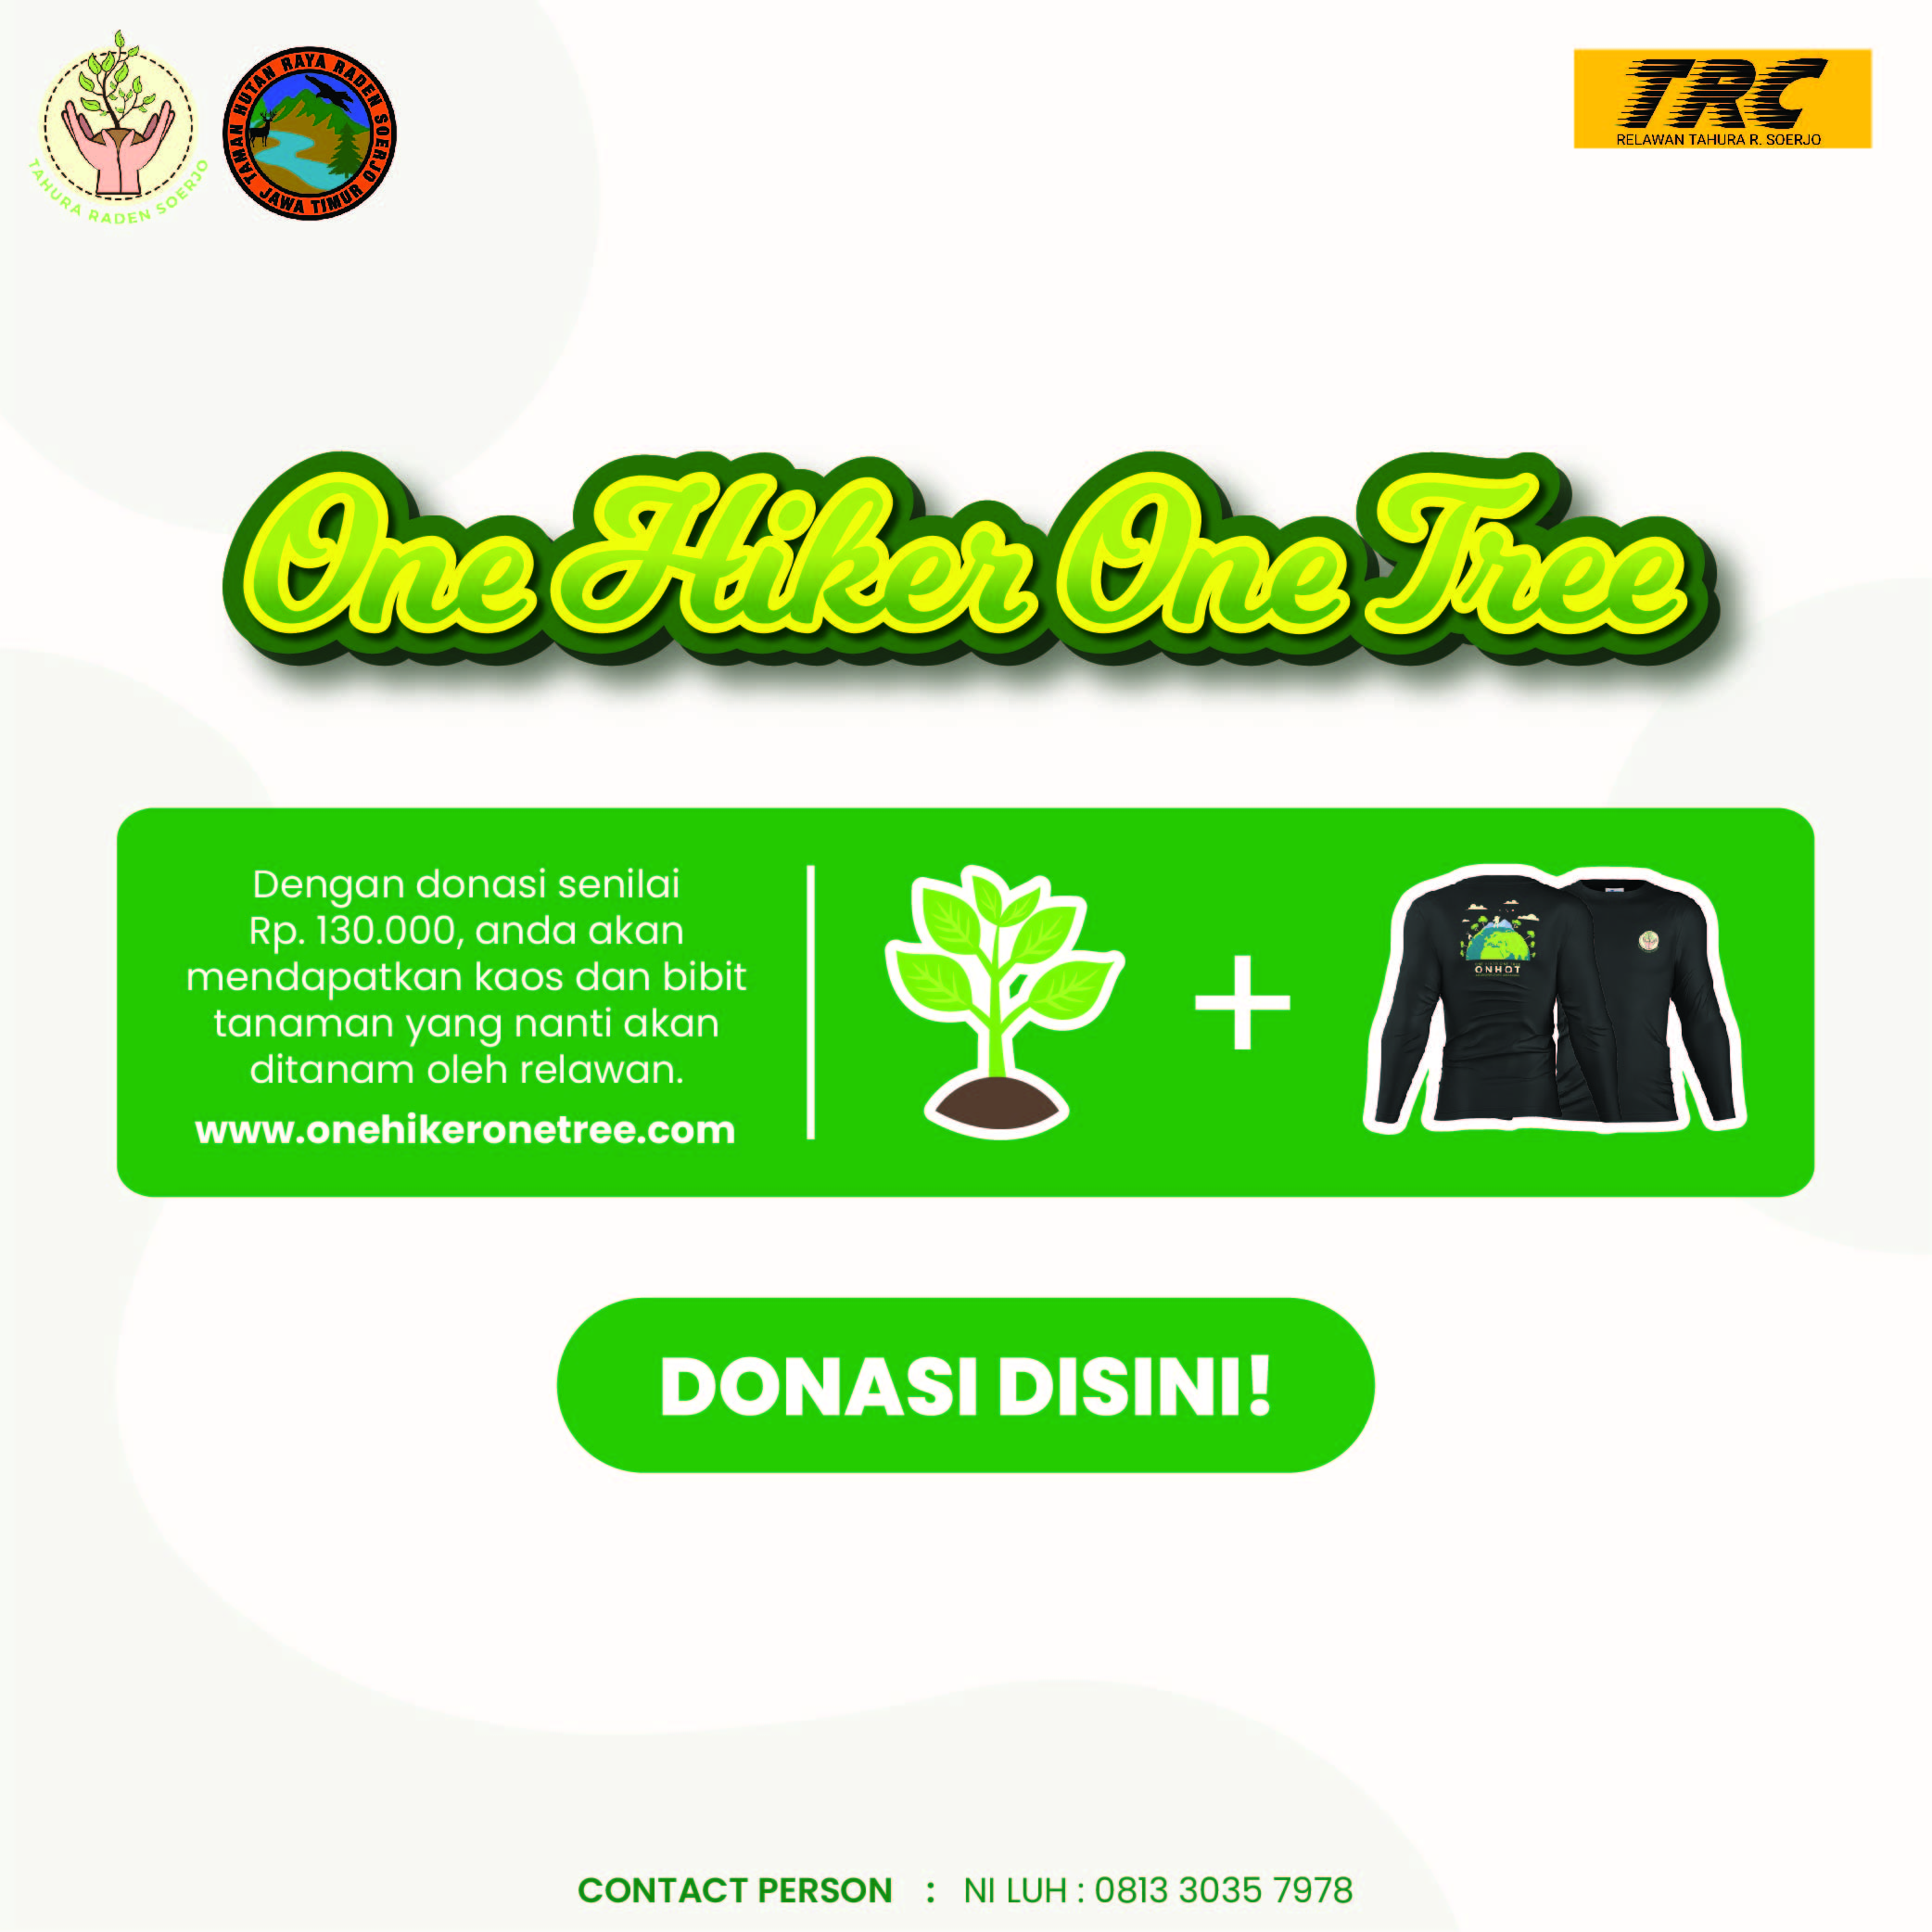 TAHURA RADEN SOERJO
TAMAN HUTAN RAYA RADEN SOERJO
JAWA TIMUR
TRC
RELAWAN TAHURA R. SOERJO
One Hiker One Tree
Dengan donasi senilai
Rp. 130.000, anda akan
mendapatkan kaos dan bibit
tanaman yang nanti akan
ditanam oleh relawan.
www.onehikeronetree.com
ONHOT
DONASI DISINI!
CONTACT PERSON : NI LUH : 0813 3035 7978